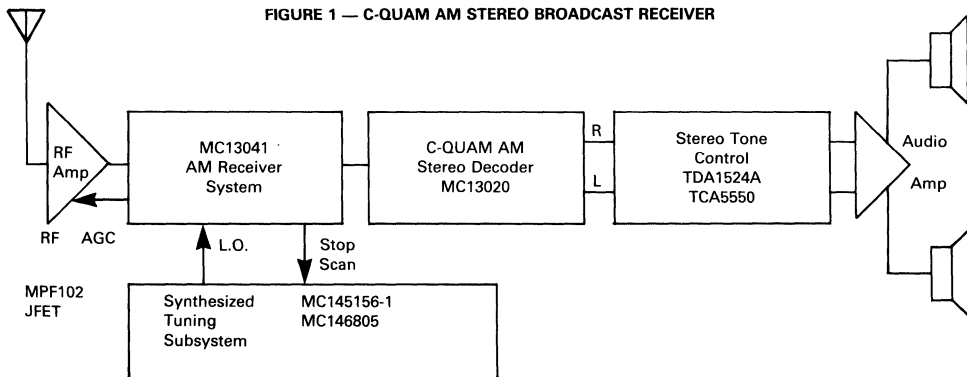 FIGURE 1 — C-QUAM AM STEREO BROADCAST RECEIVER
RF
Amp
RF AGC
MPF102
JFET
MC13041
AM Receiver
System
L.O.
Stop
Scan
Synthesized
Tuning
Subsystem
MC145156-1
MC146805
C-QUAM AM
Stereo Decoder
MC13020
R
L
Stereo Tone
Control
TDA1524A
TCA5550
Audio
Amp